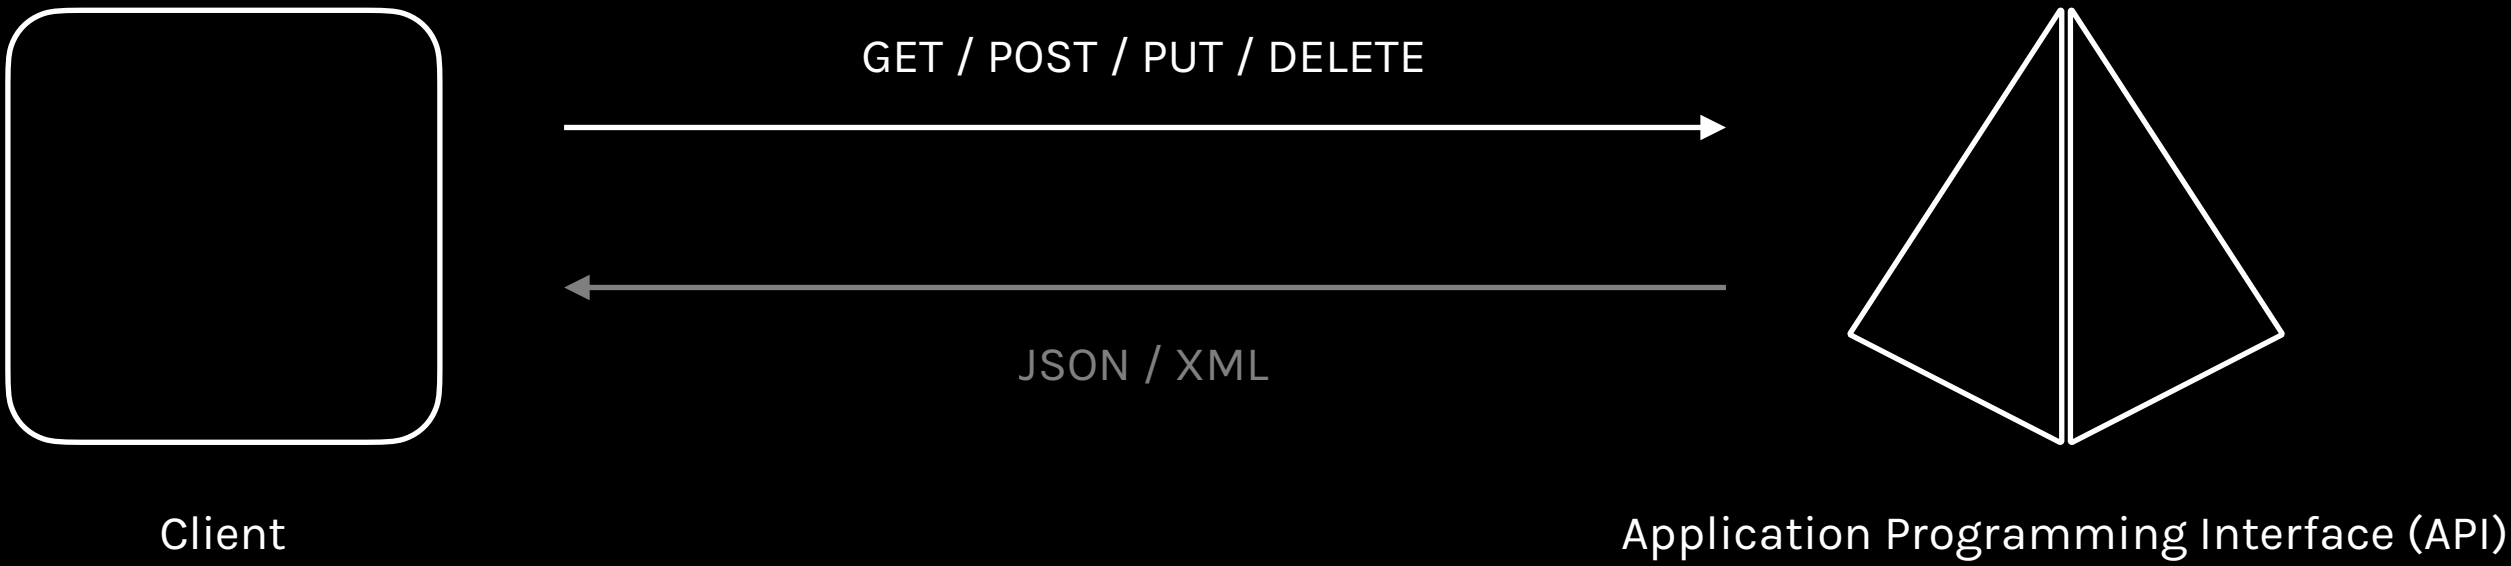 GET / POST / PUT / DELETE
JSON / XML
Client
Application Programming Interface (API)